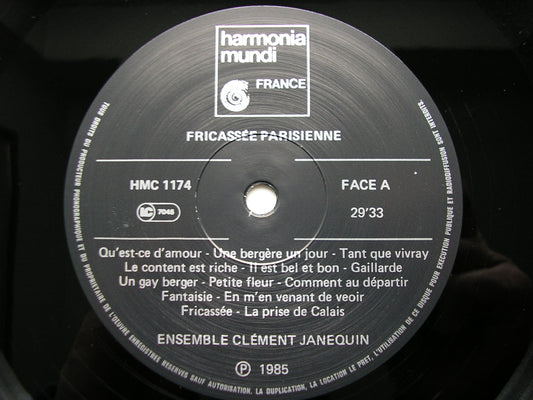 harmonia
mundi
FRANCE
FRICASSÉE PARISIENNE
HMC 1174
FACE A
LC 7045
29'33
Qu'est-ce d'amour - Une bergère un jour - Tant que vivray
Le content est riche - Il est bel et bon - Gaillarde
Un gay berger - Petite fleur - Comment au départir
Fantaisie - En m'en venant de veoir
Fricassée - La prise de Calais
ENSEMBLE CLÉMENT JANEQUIN
Ⓟ 1985
TOUS DROITS DU PRODUCTEUR PHONOGRAPHIQUE ET DU PROPRIÉTAIRE DE L'OEUVRE ENREGISTRÉE RÉSERVÉS SAUF AUTORISATION. LA DUPLICATION, LA LOCATION, LE PRÊT, L'UTILISATION DE CE DISQUE POUR EXÉCUTION PUBLIQUE ET RADIODIFFUSION SONT INTERDITS.